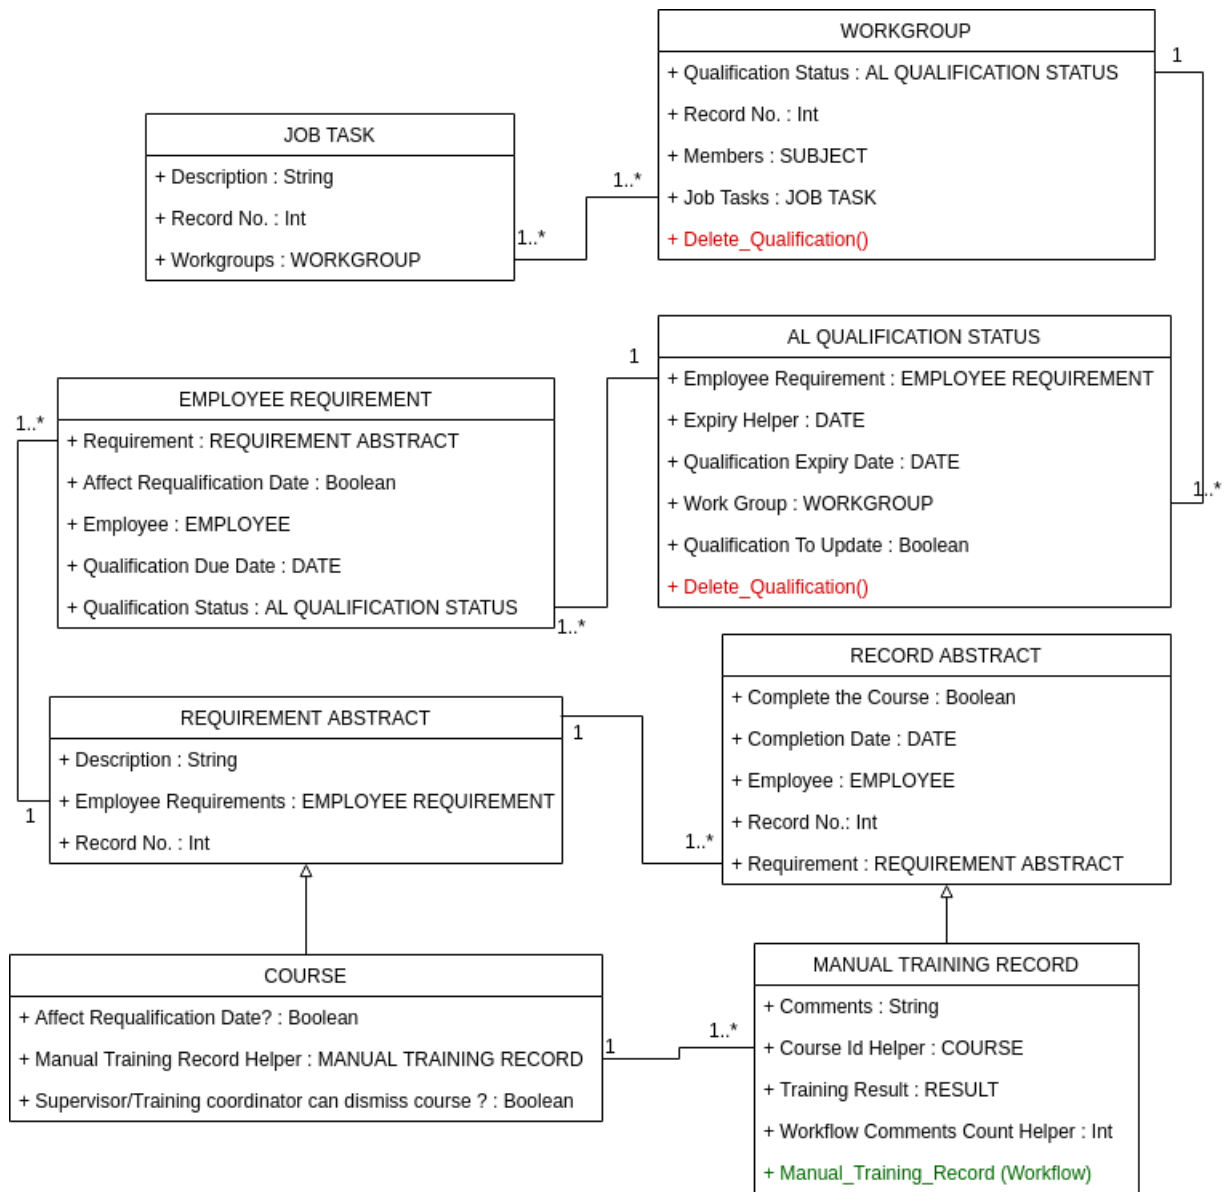 WORKGROUP
+ Qualification Status : AL QUALIFICATION STATUS
+ Record No. : Int
+ Members : SUBJECT
+ Job Tasks : JOB TASK
+ Delete_Qualification()
1
JOB TASK
+ Description : String
+ Record No. : Int
+ Workgroups : WORKGROUP
1..*
1..*
AL QUALIFICATION STATUS
+ Employee Requirement : EMPLOYEE REQUIREMENT
+ Expiry Helper : DATE
+ Qualification Expiry Date : DATE
+ Work Group : WORKGROUP
+ Qualification To Update : Boolean
+ Delete_Qualification()
1
1..*
EMPLOYEE REQUIREMENT
+ Requirement : REQUIREMENT ABSTRACT
+ Affect Requalification Date : Boolean
+ Employee : EMPLOYEE
+ Qualification Due Date : DATE
+ Qualification Status : AL QUALIFICATION STATUS
1..*
1..*
RECORD ABSTRACT
+ Complete the Course : Boolean
+ Completion Date : DATE
+ Employee : EMPLOYEE
+ Record No.: Int
+ Requirement : REQUIREMENT ABSTRACT
1..*
REQUIREMENT ABSTRACT
+ Description : String
+ Employee Requirements : EMPLOYEE REQUIREMENT
+ Record No. : Int
1
1
COURSE
+ Affect Requalification Date? : Boolean
+ Manual Training Record Helper : MANUAL TRAINING RECORD
+ Supervisor/Training coordinator can dismiss course ? : Boolean
1
1..*
MANUAL TRAINING RECORD
+ Comments : String
+ Course Id Helper : COURSE
+ Training Result : RESULT
+ Workflow Comments Count Helper : Int
+ Manual_Training_Record (Workflow)